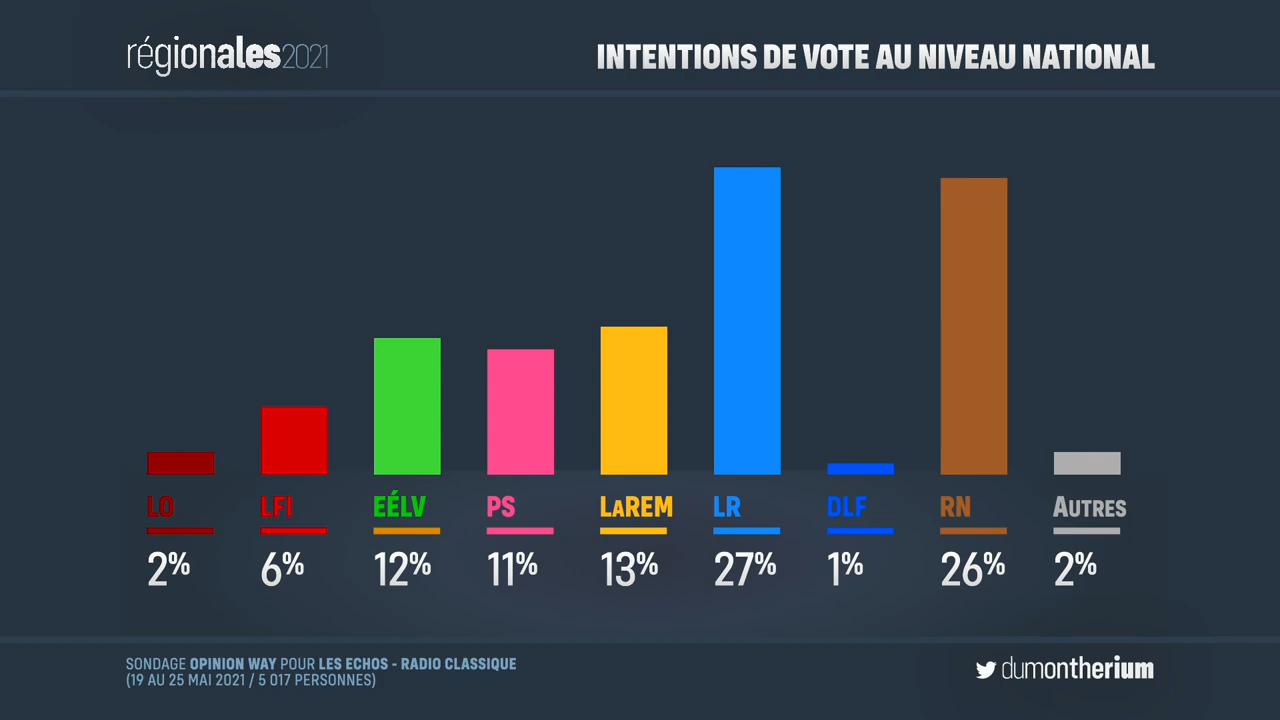 régionales2021
INTENTIONS DE VOTE AU NIVEAU NATIONAL
LO LFI EÉLV PS LAREM LR DLF RN AUTRES
2% 6% 12% 11% 13% 27% 1% 26% 2%
SONDAGE OPINION WAY POUR LES ECHOS - RADIO CLASSIQUE
(19 AU 25 MAI 2021 / 5 017 PERSONNES)
dumontherium